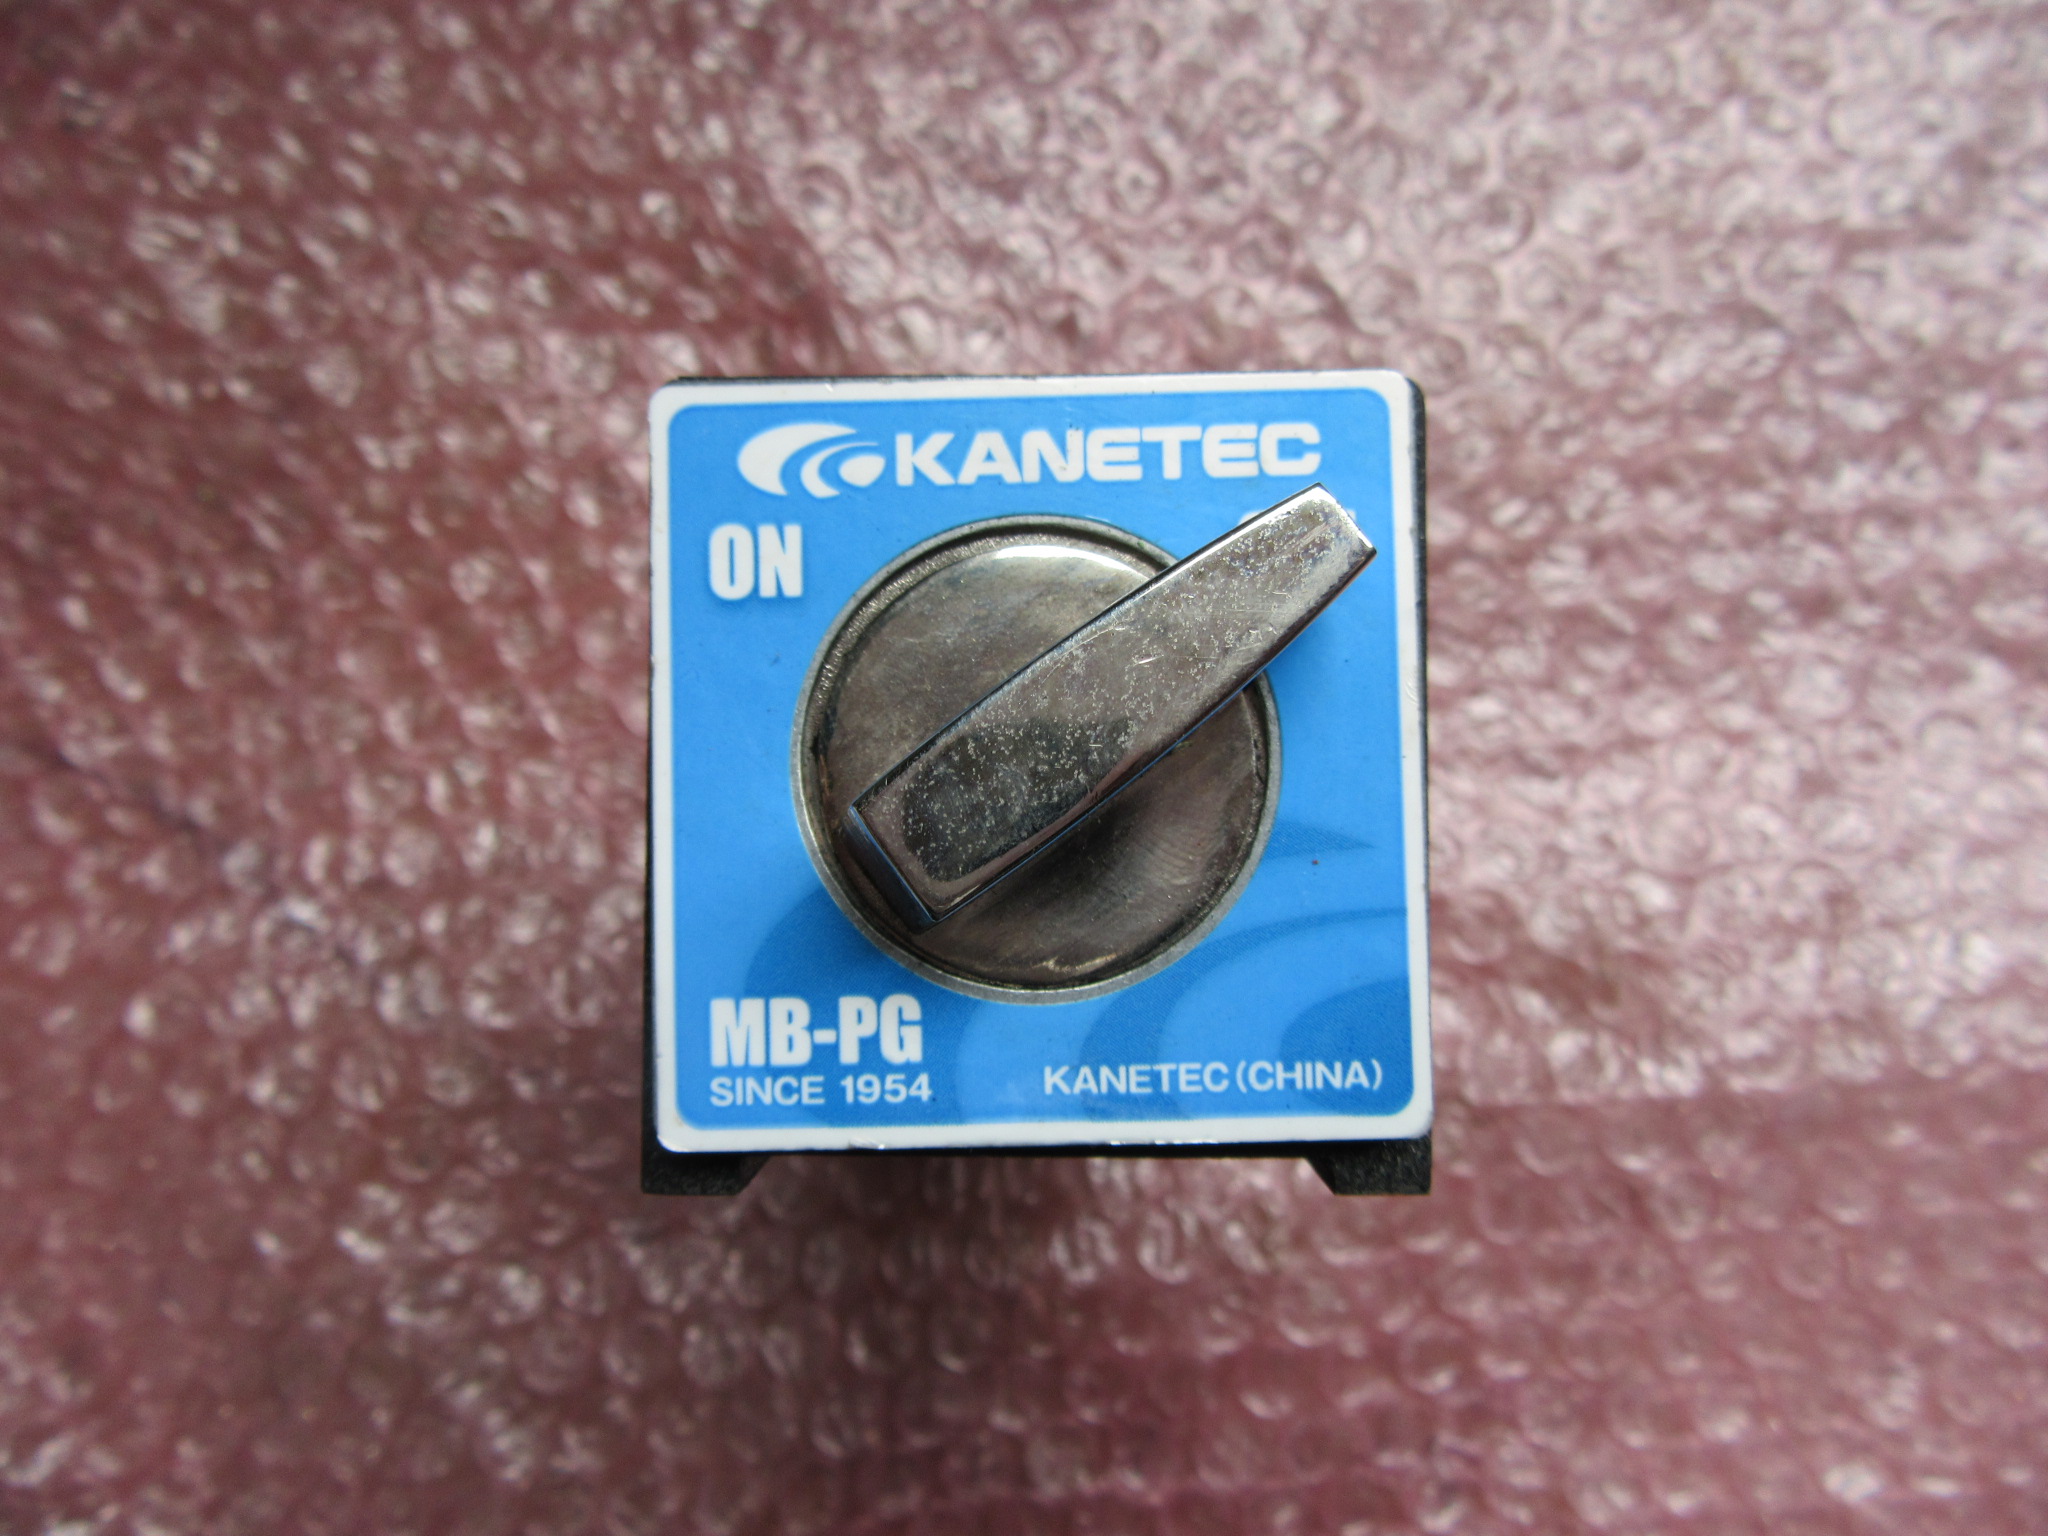 KANETEC
ON
MB-PG
SINCE 1954
KANETEC(CHINA)